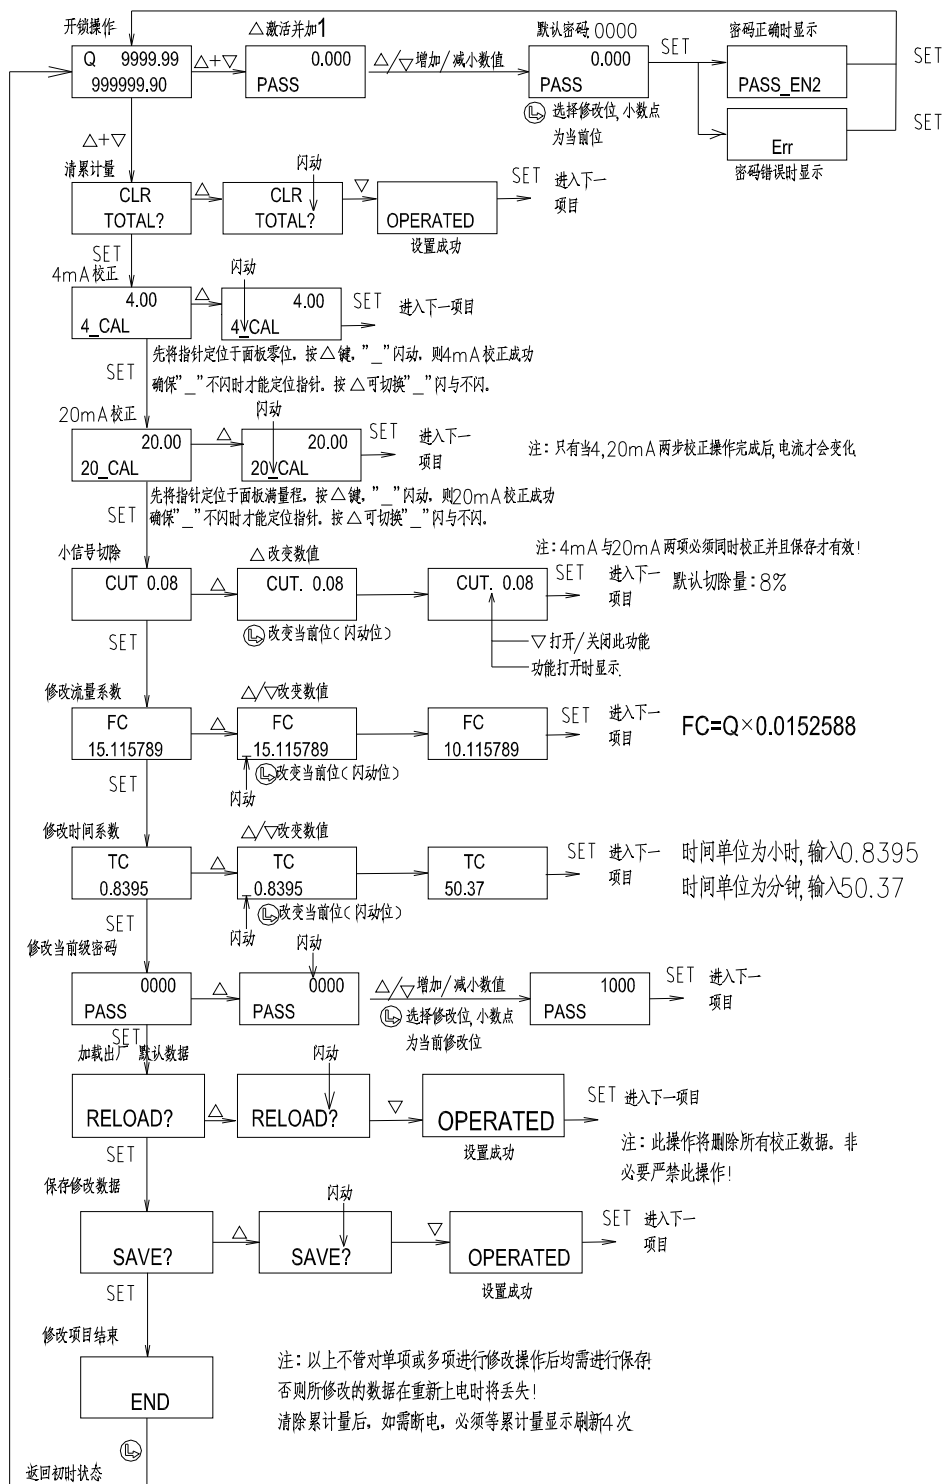 开锁操作
△激活并加1
默认密码: 0000
密码正确时显示
Q 9999.99
999999.90
△+▽
0.000
PASS
△/▽增加/减小数值
0.000
PASS
SET
PASS_EN2
SET
选择修改位,小数点
为当前位
Err
SET
密码错误时显示
△+▽
清累计量
闪动
CLR
TOTAL?
△
CLR
TOTAL?
▽
OPERATED
SET 进入下一
项目
设置成功
SET
4mA校正
闪动
4.00
4_CAL
△
4.00
4_CAL
SET 进入下一项目
先将指针定位于面板零位,按△键,"_"闪动,则4mA校正成功
SET
确保"_"不闪时才能定位指针.按△可切换"_"闪与不闪.
闪动
20mA校正
20.00
20_CAL
△
20.00
20_CAL
SET 进入下一
项目
注:只有当4,20mA两步校正操作完成后,电流才会变化
先将指针定位于面板满量程,按△键,"_"闪动,则20mA校正成功
SET
确保"_"不闪时才能定位指针.按△可切换"_"闪与不闪.
注:4mA与20mA两项必须同时校正并且保存才有效!
小信号切除
△改变数值
CUT 0.08
△
CUT. 0.08
CUT. 0.08
SET 进入下一
项目
默认切除量:8%
改变当前位(闪动位)
SET
▽打开/关闭此功能
功能打开时显示.
修改流量系数
△/▽改变数值
FC
15.115789
△
FC
15.115789
FC
10.115789
SET 进入下一
项目
FC=Q×0.0152588
改变当前位(闪动位)
SET
闪动
修改时间系数
△/▽改变数值
TC
0.8395
△
TC
0.8395
TC
50.37
SET 进入下一
项目
时间单位为小时,输入0.8395
时间单位为分钟,输入50.37
改变当前位(闪动位)
SET
闪动
闪动
修改当前级密码
0000
PASS
△
0000
PASS
△/▽增加/减小数值
选择修改位,小数点
为当前修改位
1000
PASS
SET 进入下一
项目
SET
加载出厂 默认数据
闪动
RELOAD?
△
RELOAD?
▽
OPERATED
SET 进入下一项目
设置成功
注:此操作将删除所有校正数据。非
必要严禁此操作!
SET
保存修改数据
闪动
SAVE?
△
SAVE?
▽
OPERATED
SET 进入下一
项目
设置成功
SET
修改项目结束
END
注:以上不管对单项或多项进行修改操作后均需进行保存!
否则所修改的数据在重新上电时将丢失!
清除累计量后,如需断电,必须等累计量显示刷新4次
返回初时状态